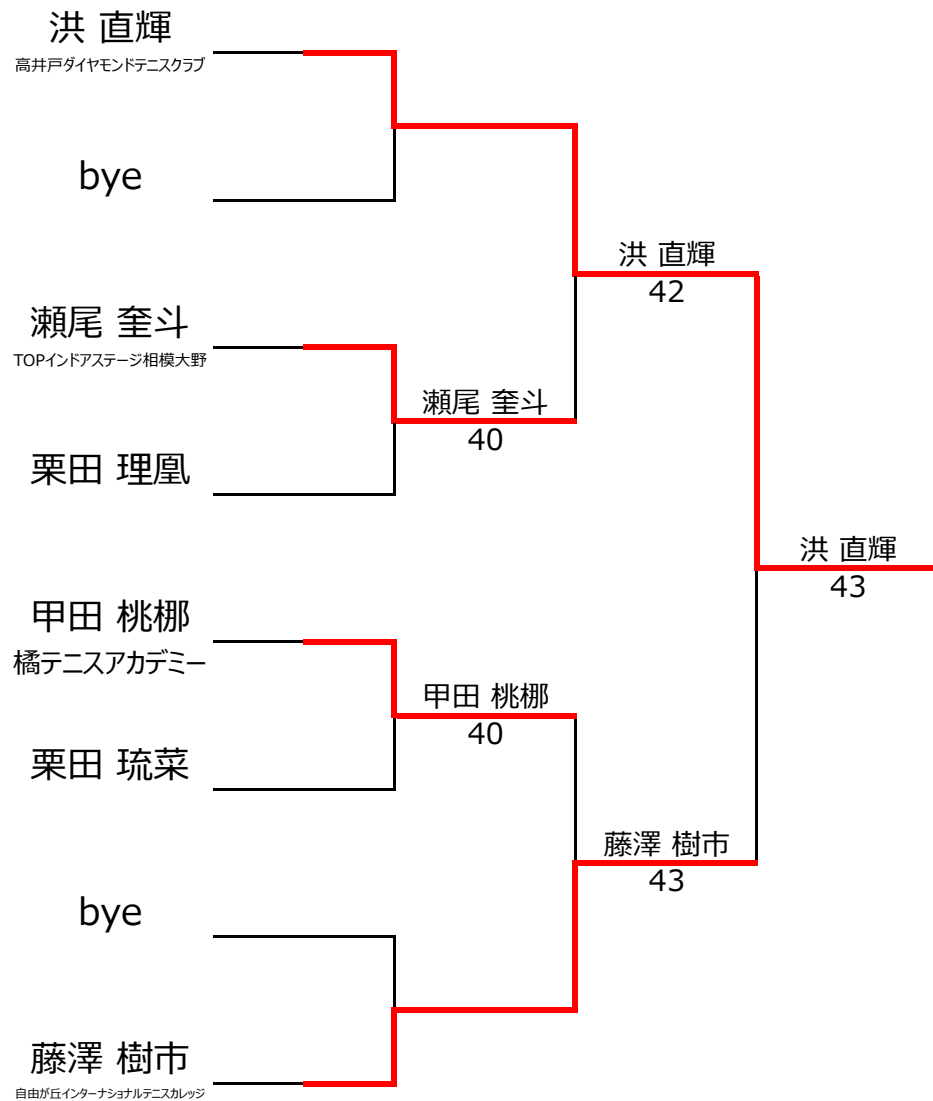 洪 直輝
高井戸ダイヤモンドテニスクラブ
bye
洪 直輝
42
瀬尾 奎斗
TOPインドアステージ相模大野
瀬尾 奎斗
40
栗田 理凰
洪 直輝
43
甲田 桃梛
橘テニスアカデミー
甲田 桃梛
40
栗田 琉菜
藤澤 樹市
43
bye
藤澤 樹市
自由が丘インターナショナルテニスカレッジ